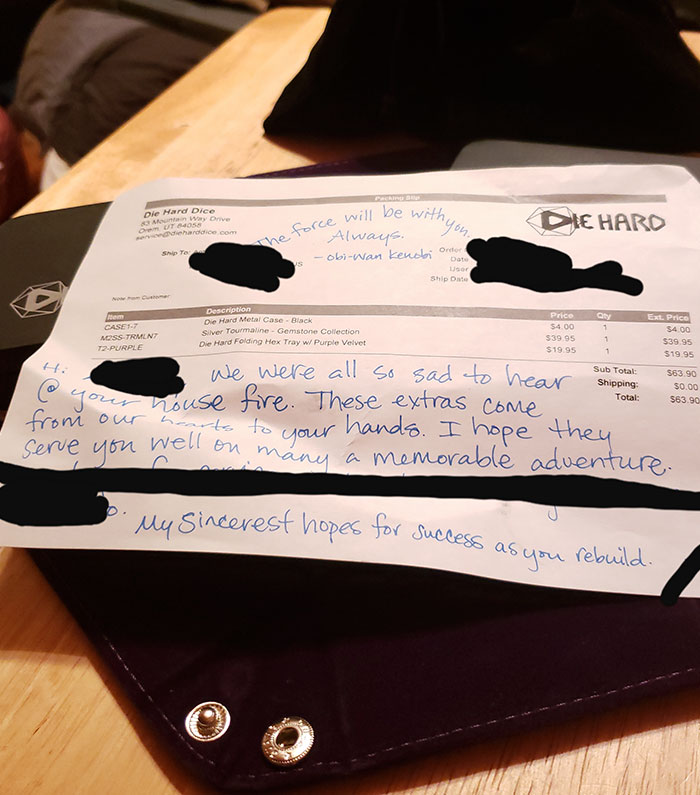 Packing Slip
Die Hard Dice
53 Mountain Way Drive
Orem, UT 84058
service@dieharddice.com
DIE HARD
The force will be with you.
Always.
- obi-wan kenobi
Ship To:
US
Order
Date
User
Ship Date
Note from Customer
Item Description Price Qty Ext. Price
CASE1-7 Die Hard Metal Case - Black $4.00 1 $4.00
M2SS-TRMLN7 Silver Tourmaline - Gemstone Collection $39.95 1 $39.95
T2-PURPLE Die Hard Folding Hex Tray w/ Purple Velvet $19.95 1 $19.95
Sub Total: $63.90
Shipping: $0.00
Total: $63.90
Hi we were all so sad to hear
@ your house fire. These extras come
from our hearts to your hands. I hope they
serve you well on many a memorable adventure.
My sincerest hopes for success as you rebuild.